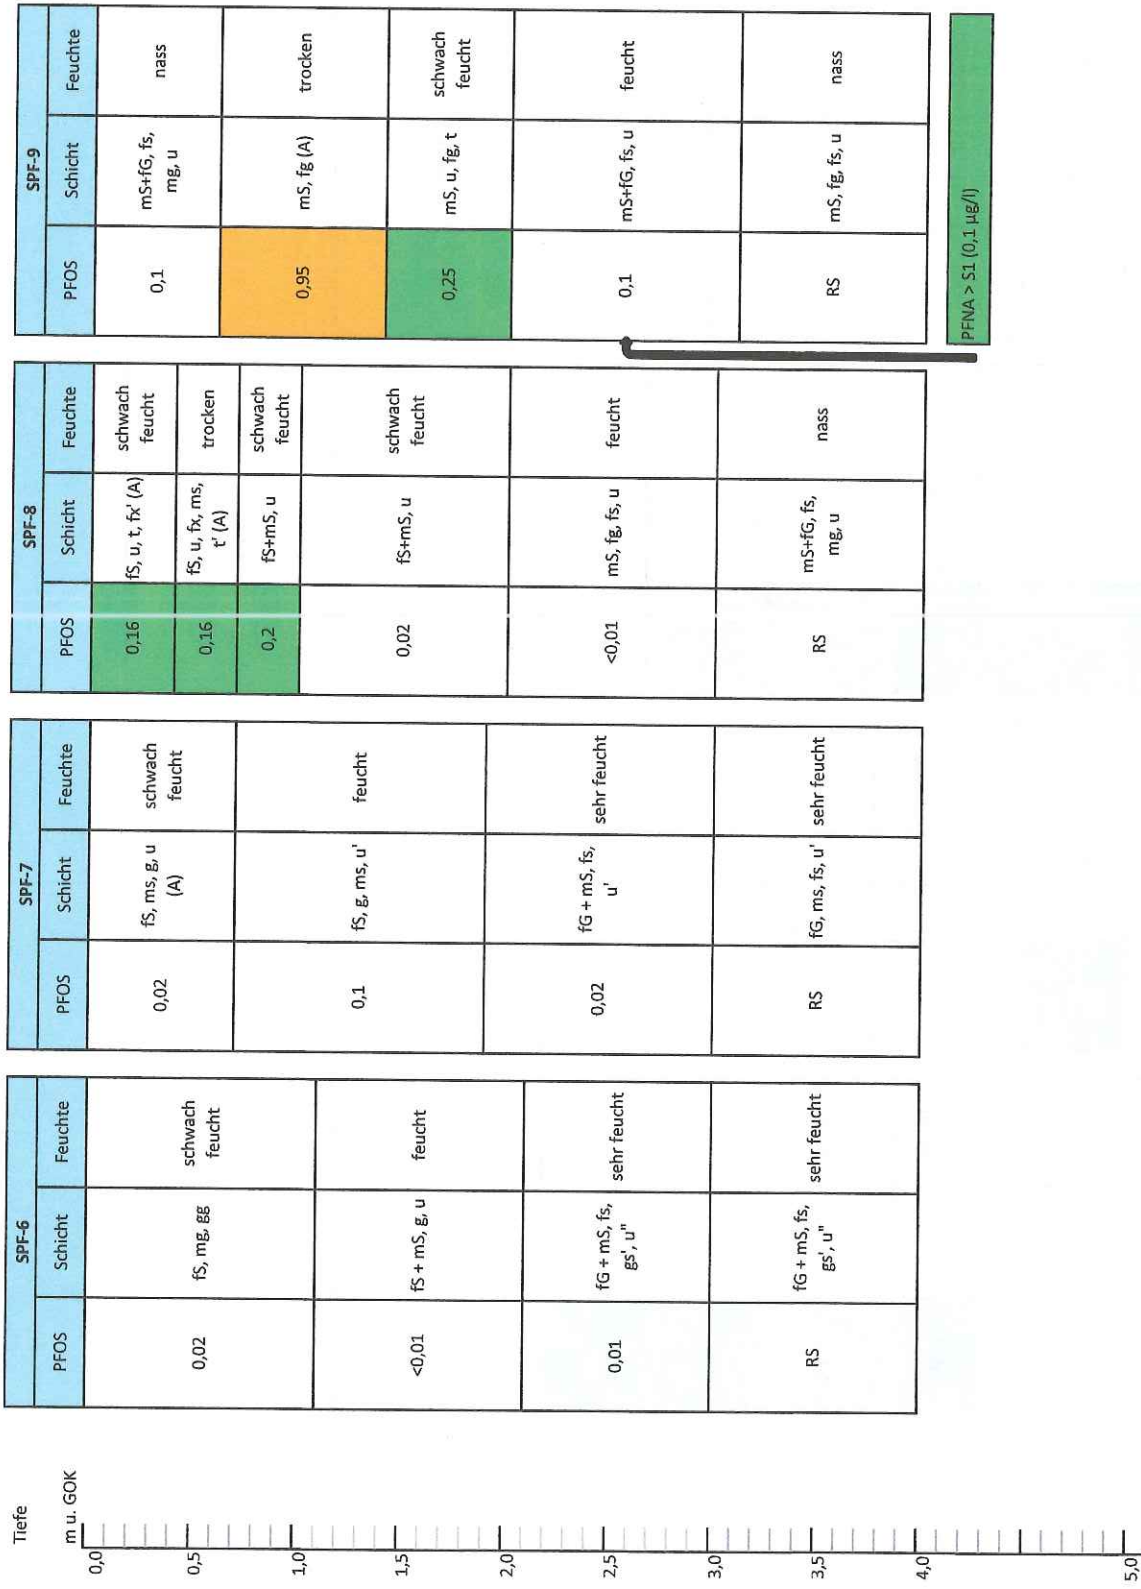 Tiefe
m u. GOK
0,0
0,5
1,0
1,5
2,0
2,5
3,0
3,5
4,0
5,0
SPF-6
PFOS Schicht Feuchte
0,02 fS, mg, gg schwach
feucht
<0,01 fS + mS, g, u feucht
0,01 fG + mS, fs,
gs', u'' sehr feucht
RS fG + mS, fs,
gs', u'' sehr feucht
SPF-7
PFOS Schicht Feuchte
0,02 fS, ms, g, u
(A) schwach
feucht
0,1 fS, g, ms, u' feucht
0,02 fG + mS, fs,
u' sehr feucht
RS fG, ms, fs, u' sehr feucht
SPF-8
PFOS Schicht Feuchte
0,16 fS, u, t, fx' (A) schwach
feucht
0,16 fS, u, fx, ms,
t' (A) trocken
0,2 fS+mS, u schwach
feucht
0,02 fS+mS, u schwach
feucht
<0,01 mS, fg, fs, u feucht
RS mS+fG, fs,
mg, u nass
SPF-9
PFOS Schicht Feuchte
0,1 mS+fG, fs,
mg, u nass
0,95 mS, fg (A) trocken
0,25 mS, u, fg, t schwach
feucht
0,1 mS+fG, fs, u feucht
RS mS, fg, fs, u nass
PFNA > S1 (0,1 µg/l)